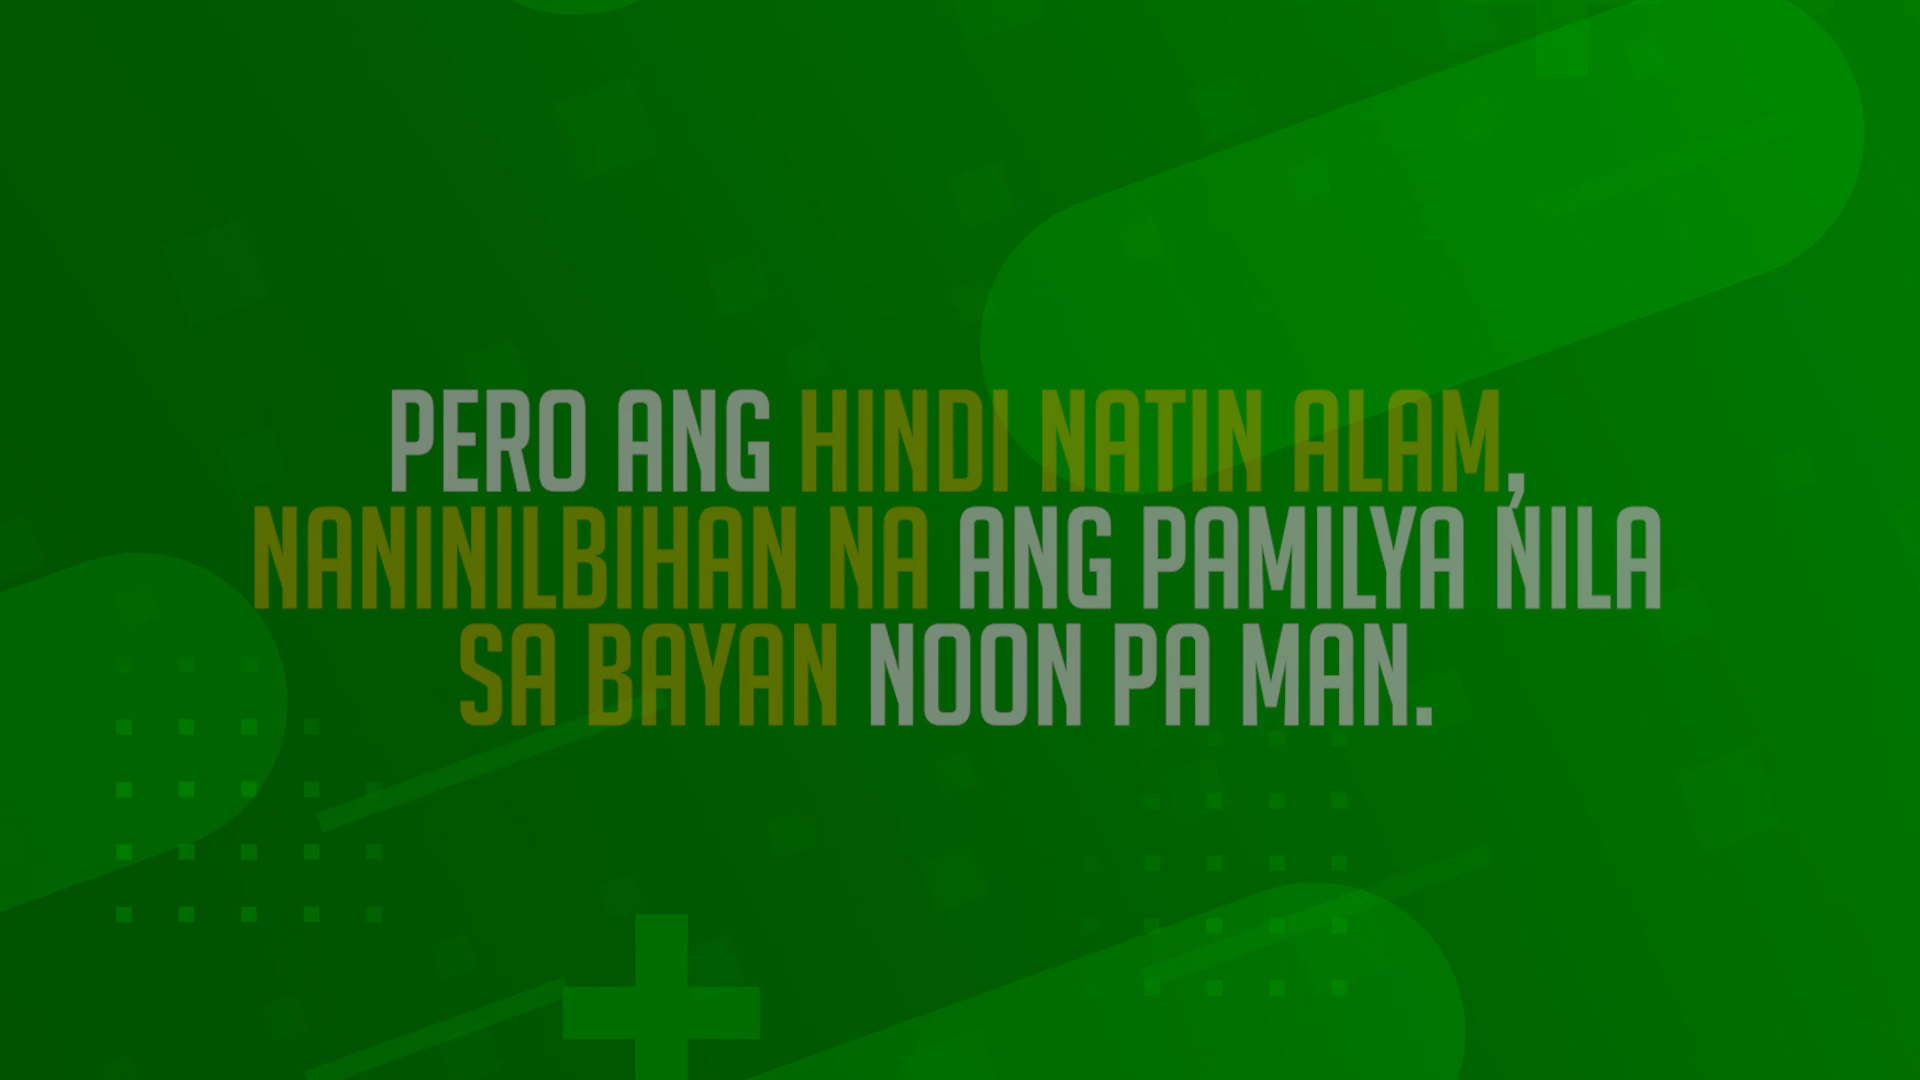 PERO ANG HINDI NATIN ALAM,
NANINILBIHAN NA ANG PAMILYA NILA
SA BAYAN NOON PA MAN.